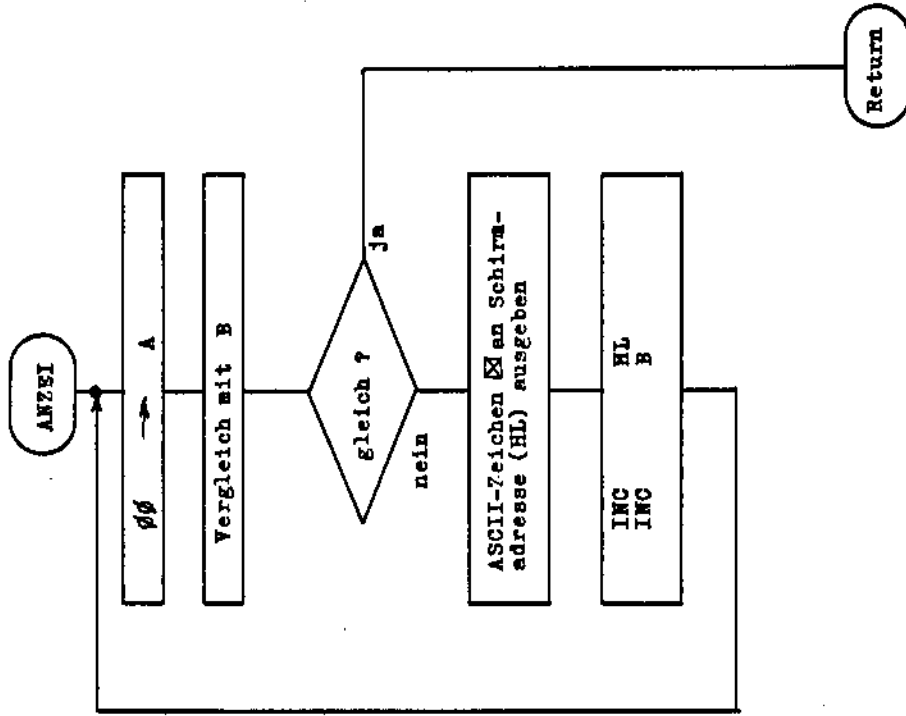 ANZEI
ØØ → A
Vergleich mit B
gleich ?
ja
nein
ASCII-Zeichen ☒ an Schirm-
adresse (HL) ausgeben
INC HL
INC B
Return